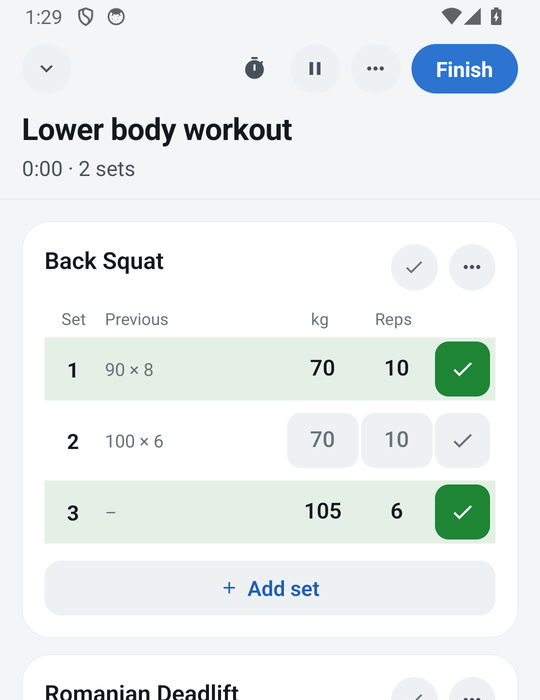 1:29
Finish
Lower body workout
0:00 · 2 sets
Back Squat
Set Previous kg Reps
1 90 × 8 70 10
2 100 × 6 70 10
3 – 105 6
+ Add set
Romanian Deadlift